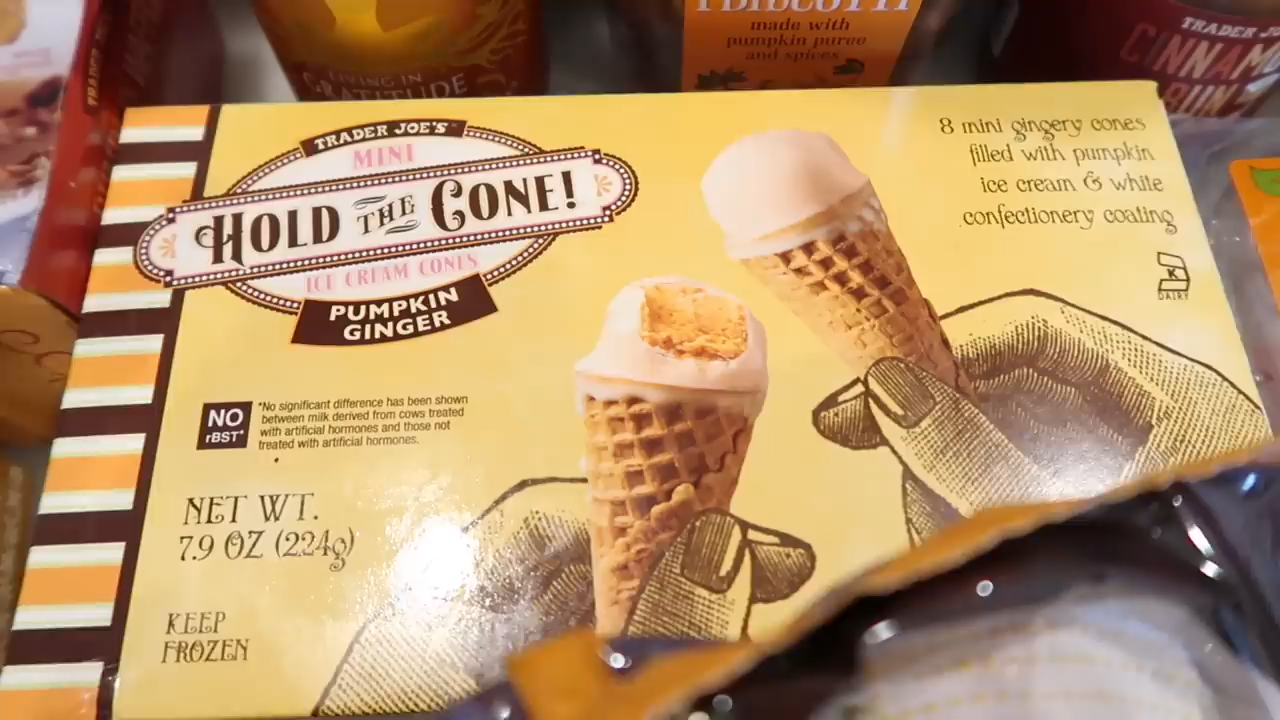 made with
pumpkin puree
and spices
TRADER JO
CINNAM
BUN
LIVING IN
GRATITUDE
TRADER JOE'S
MINI
HOLD THE CONE!
ICE CREAM CONES
PUMPKIN
GINGER
8 mini gingery cones
filled with pumpkin
ice cream & white
confectionery coating
K
DAIRY
NO
rBST*
*No significant difference has been shown
between milk derived from cows treated
with artificial hormones and those not
treated with artificial hormones.
NET WT.
7.9 OZ (224g)
KEEP
FROZEN